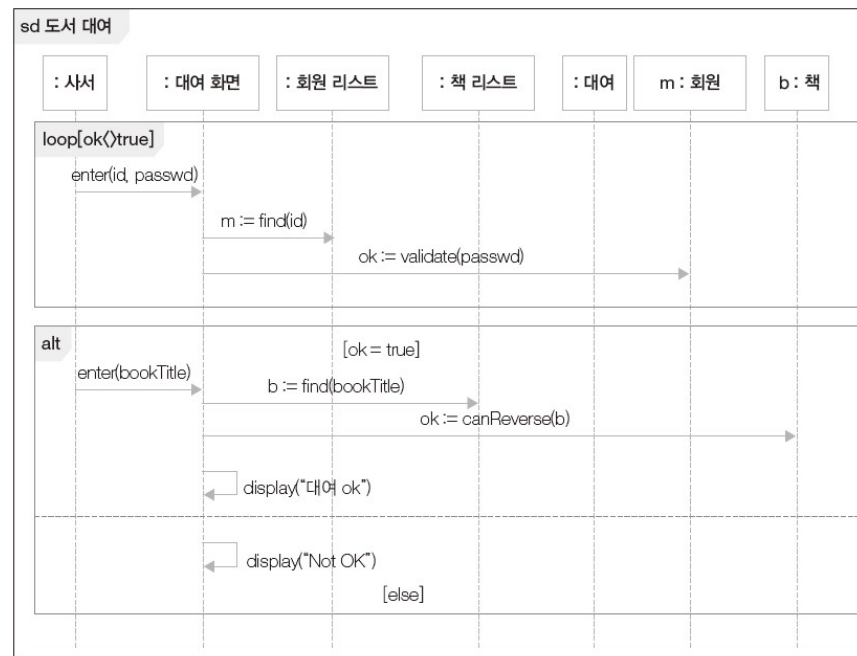 sd 도서 대여
: 사서
: 대여 화면
: 회원 리스트
: 책 리스트
: 대여
m : 회원
b : 책
loop[ok<>true]
enter(id, passwd)
m := find(id)
ok := validate(passwd)
alt
[ok = true]
enter(bookTitle)
b := find(bookTitle)
ok := canReverse(b)
display(“대여 ok”)
display(“Not OK”)
[else]